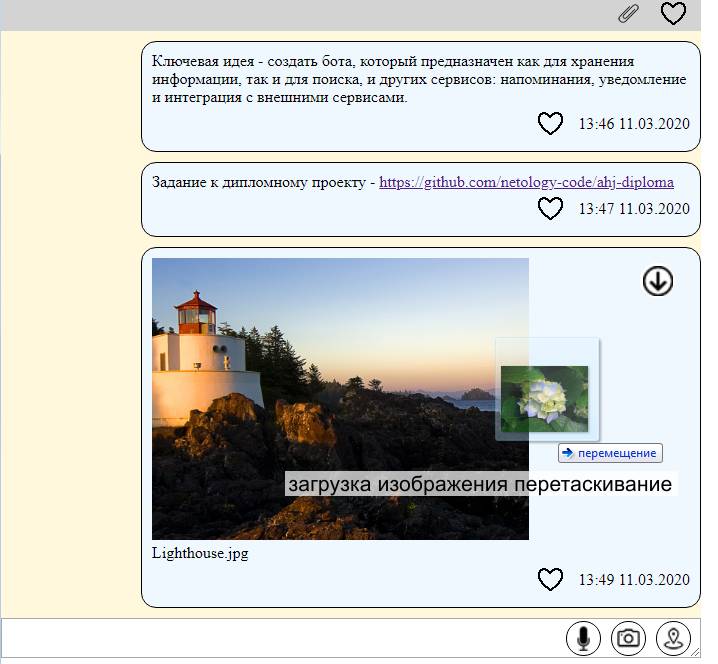 Ключевая идея - создать бота, который предназначен как для хранения
информации, так и для поиска, и других сервисов: напоминания, уведомление
и интеграция с внешними сервисами.
13:46 11.03.2020
Задание к дипломному проекту - https://github.com/netology-code/ahj-diploma
13:47 11.03.2020
перемещение
загрузка изображения перетаскивание
Lighthouse.jpg
13:49 11.03.2020